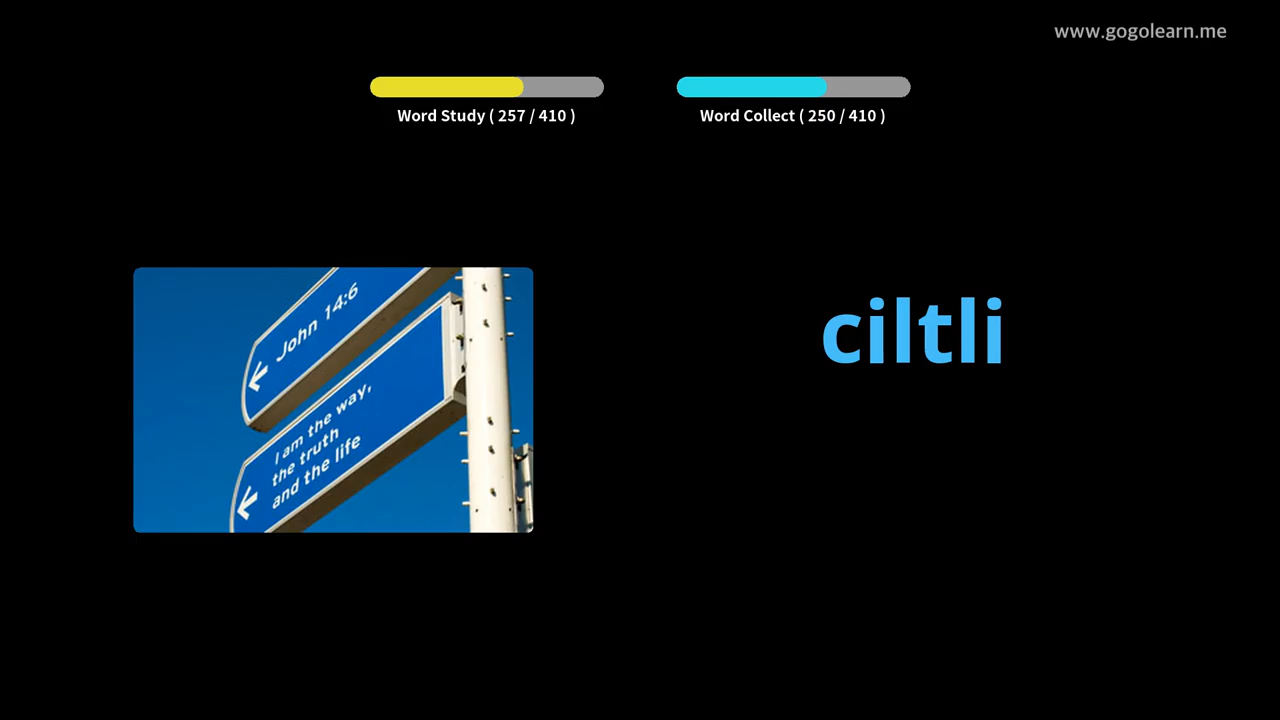 www.gogolearn.me
Word Study ( 257 / 410 )
Word Collect ( 250 / 410 )
John 14:6
I am the way,
the truth
and the life
ciltli